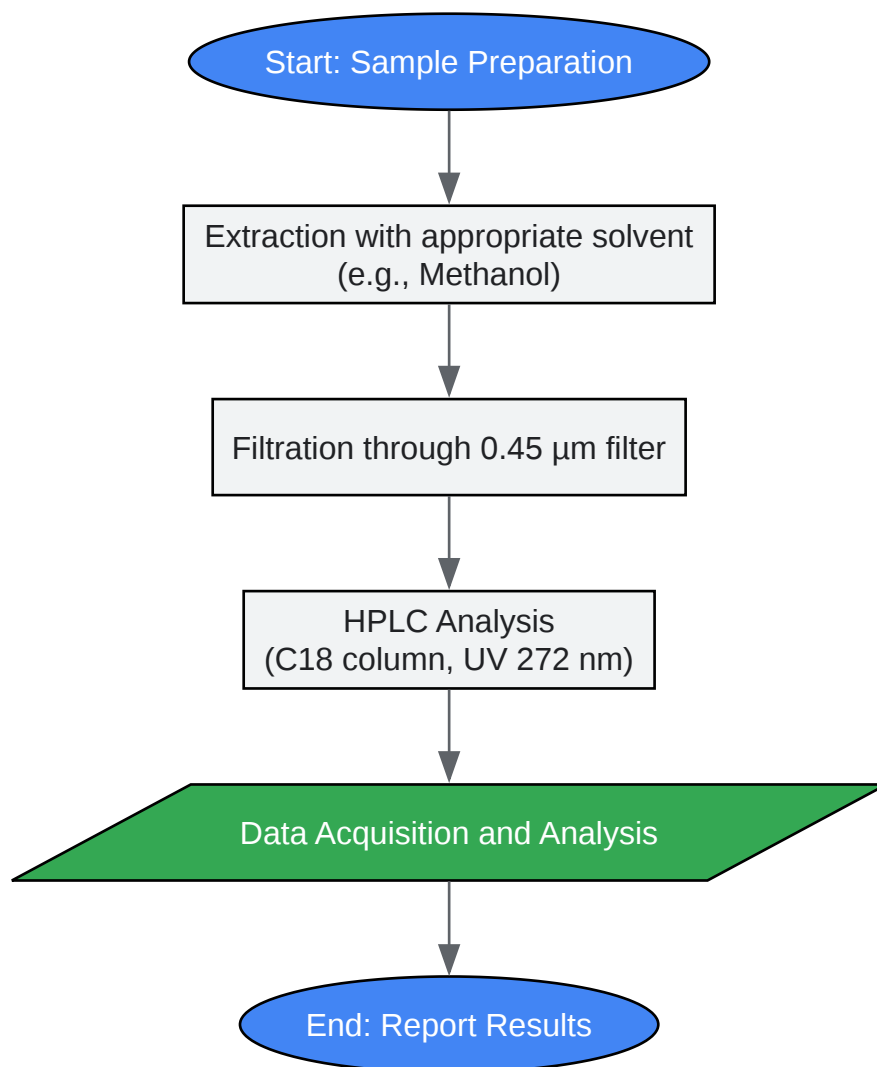 Start: Sample Preparation
Extraction with appropriate solvent
(e.g., Methanol)
Filtration through 0.45 µm filter
HPLC Analysis
(C18 column, UV 272 nm)
Data Acquisition and Analysis
End: Report Results